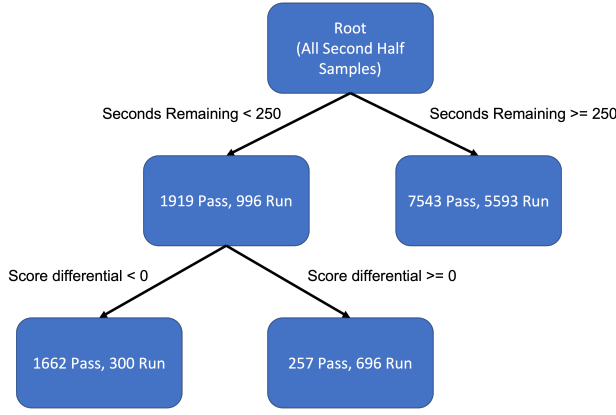 Root
(All Second Half
Samples)
Seconds Remaining < 250
Seconds Remaining >= 250
1919 Pass, 996 Run
7543 Pass, 5593 Run
Score differential < 0
Score differential >= 0
1662 Pass, 300 Run
257 Pass, 696 Run